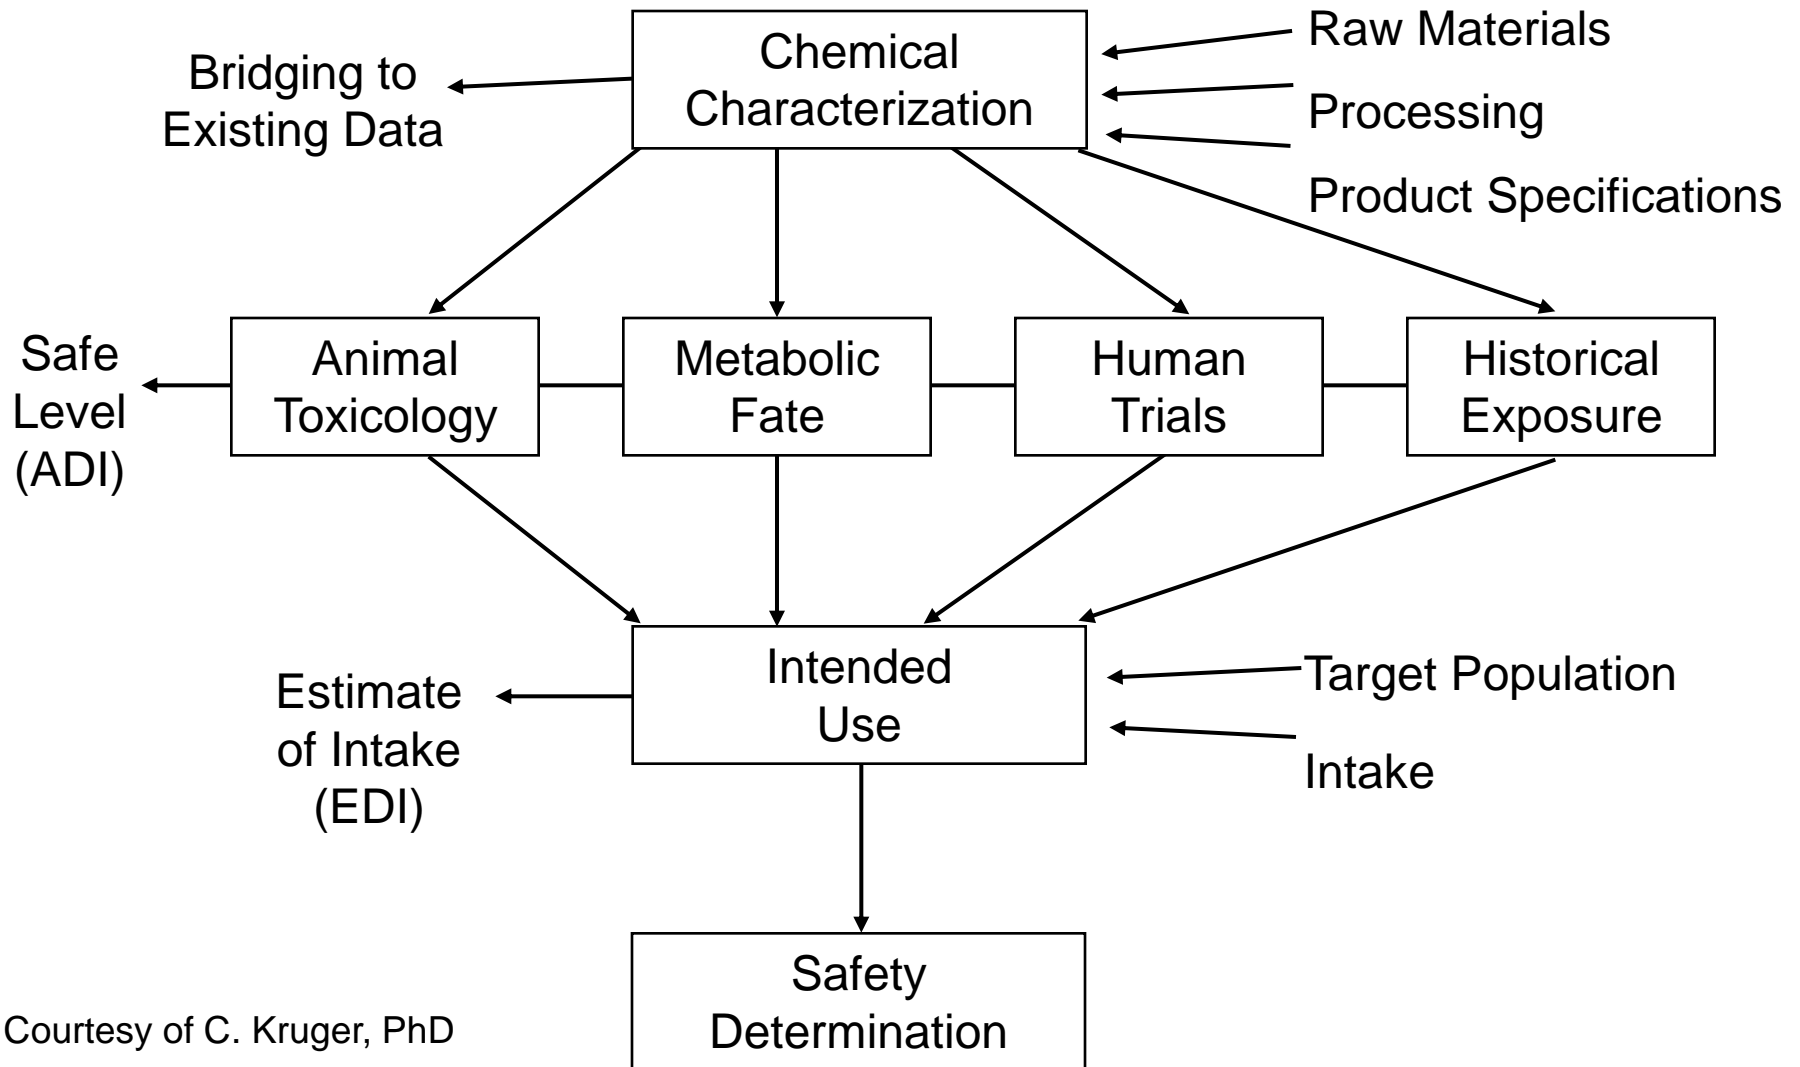 Chemical
Characterization
Raw Materials
Processing
Product Specifications
Bridging to
Existing Data
Safe
Level
(ADI)
Animal
Toxicology
Metabolic
Fate
Human
Trials
Historical
Exposure
Estimate
of Intake
(EDI)
Intended
Use
Target Population
Intake
Safety
Determination
Courtesy of C. Kruger, PhD